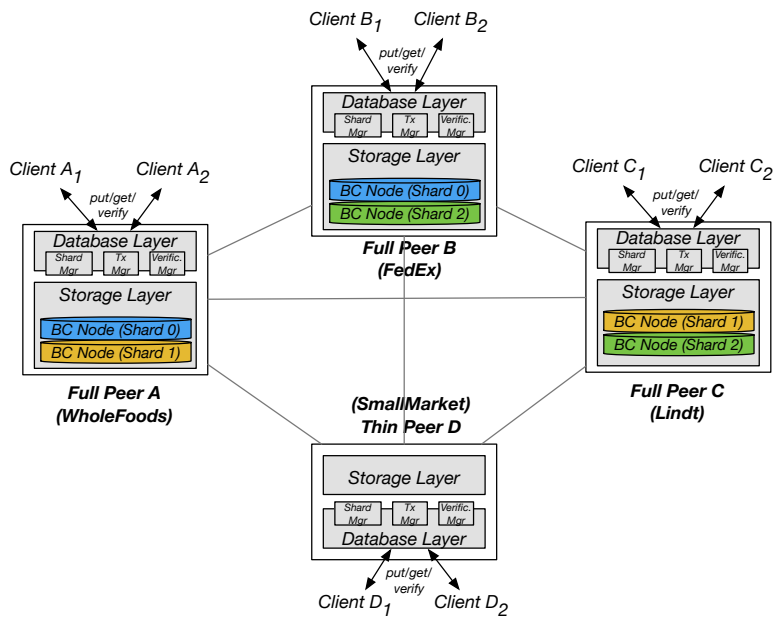 Client B1
Client B2
put/get/
verify
Database Layer
Shard
Mgr
Tx
Mgr
Verific.
Mgr
Storage Layer
BC Node (Shard 0)
BC Node (Shard 2)
Full Peer B
(FedEx)
Client A1
Client A2
put/get/
verify
Database Layer
Shard
Mgr
Tx
Mgr
Verific.
Mgr
Storage Layer
BC Node (Shard 0)
BC Node (Shard 1)
Full Peer A
(WholeFoods)
Client C1
Client C2
put/get/
verify
Database Layer
Shard
Mgr
Tx
Mgr
Verific.
Mgr
Storage Layer
BC Node (Shard 1)
BC Node (Shard 2)
Full Peer C
(Lindt)
(SmallMarket)
Thin Peer D
Storage Layer
Shard
Mgr
Tx
Mgr
Verific.
Mgr
Database Layer
put/get/
verify
Client D1
Client D2